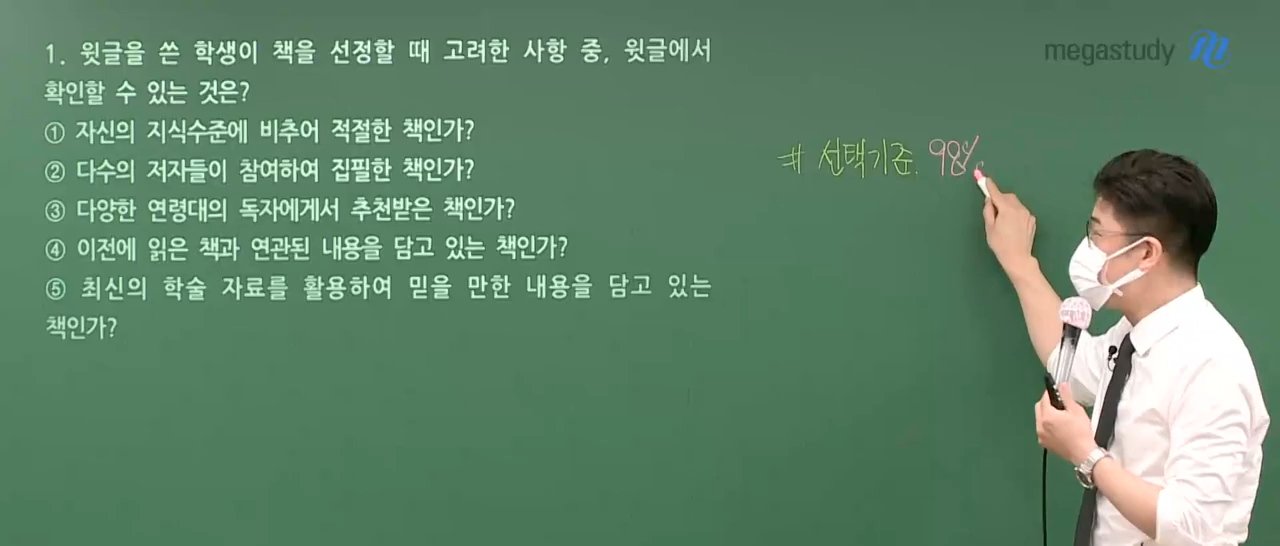 1. 윗글을 쓴 학생이 책을 선정할 때 고려한 사항 중, 윗글에서
확인할 수 있는 것은?
① 자신의 지식수준에 비추어 적절한 책인가?
② 다수의 저자들이 참여하여 집필한 책인가?
③ 다양한 연령대의 독자에게서 추천받은 책인가?
④ 이전에 읽은 책과 연관된 내용을 담고 있는 책인가?
⑤ 최신의 학술 자료를 활용하여 믿을 만한 내용을 담고 있는
책인가?
megastudy
# 선택기준. 98%